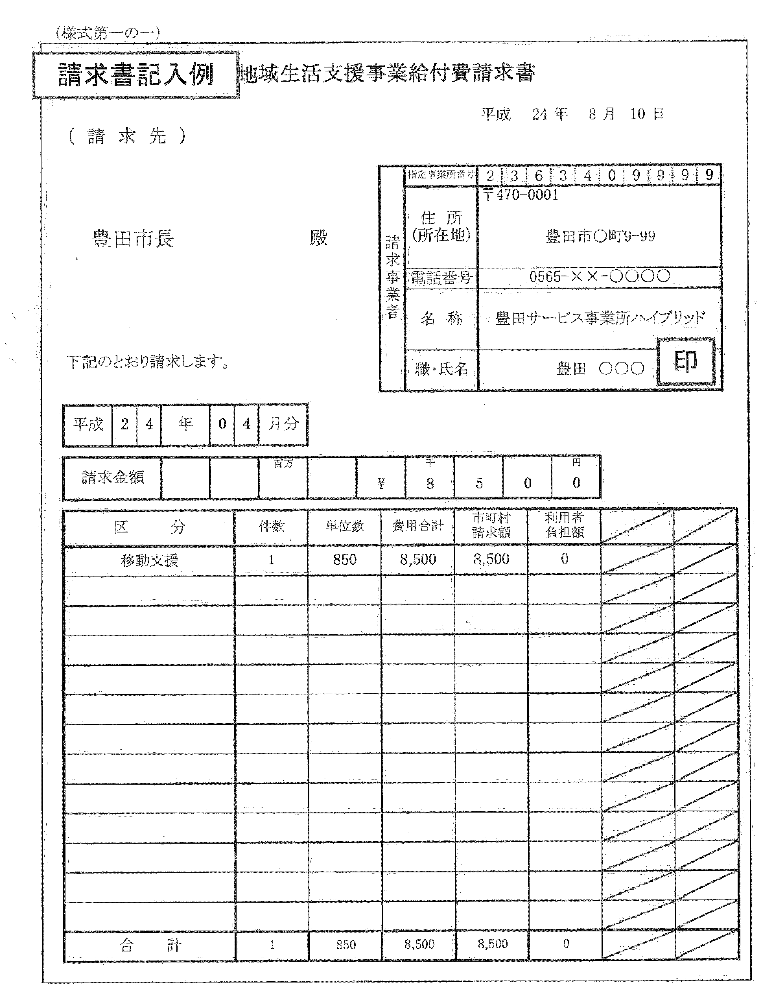 (様式第一の一)
請求書記入例 地域生活支援事業給付費請求書
平成 24 年 8 月 10 日
( 請 求 先 )
豊田市長 殿
請求事業者
指定事業所番号 2 3 6 3 4 0 9 9 9 9
住 所
(所在地)
〒470-0001
豊田市○町9-99
電話番号 0565-××-○○○○
名 称 豊田サービス事業所ハイブリッド
職・氏名 豊田 ○○○ 印
下記のとおり請求します。
平成 2 4 年 0 4 月分
請求金額 百万 千 円
¥ 8 5 0 0
区 分 件数 単位数 費用合計 市町村請求額 利用者負担額
移動支援 1 850 8,500 8,500 0
合 計 1 850 8,500 8,500 0